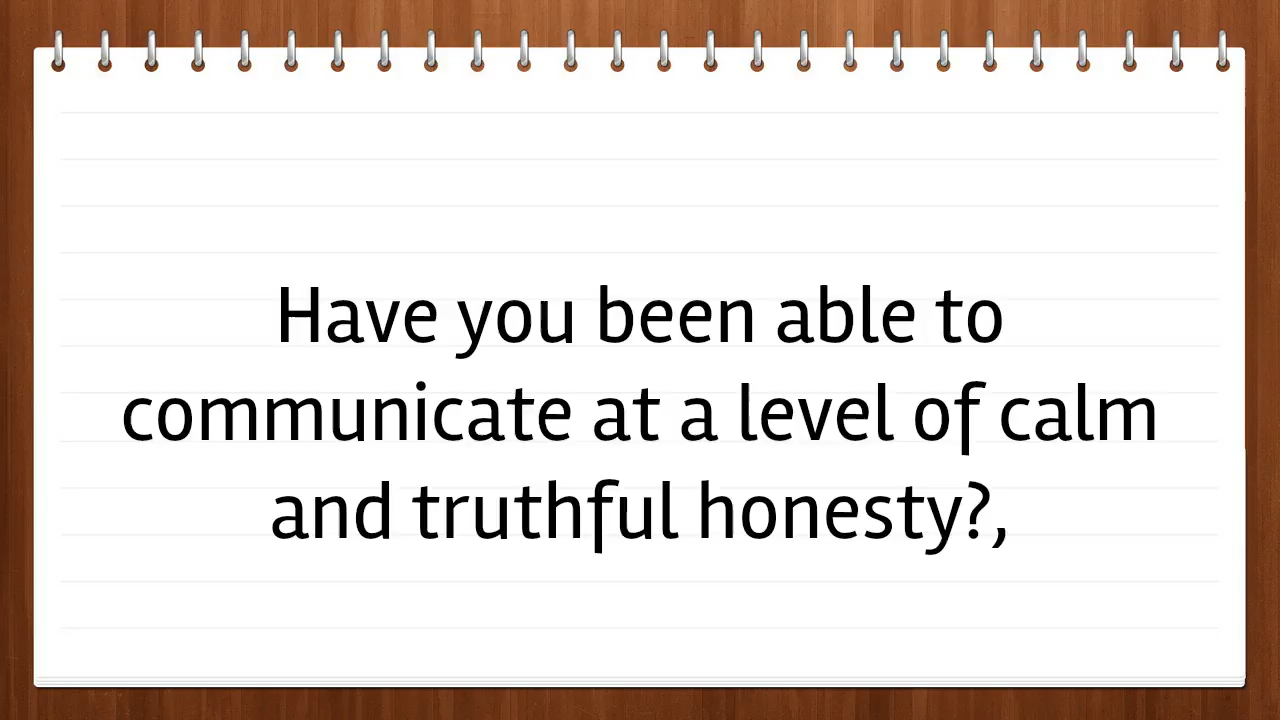 Have you been able to
communicate at a level of calm
and truthful honesty?,